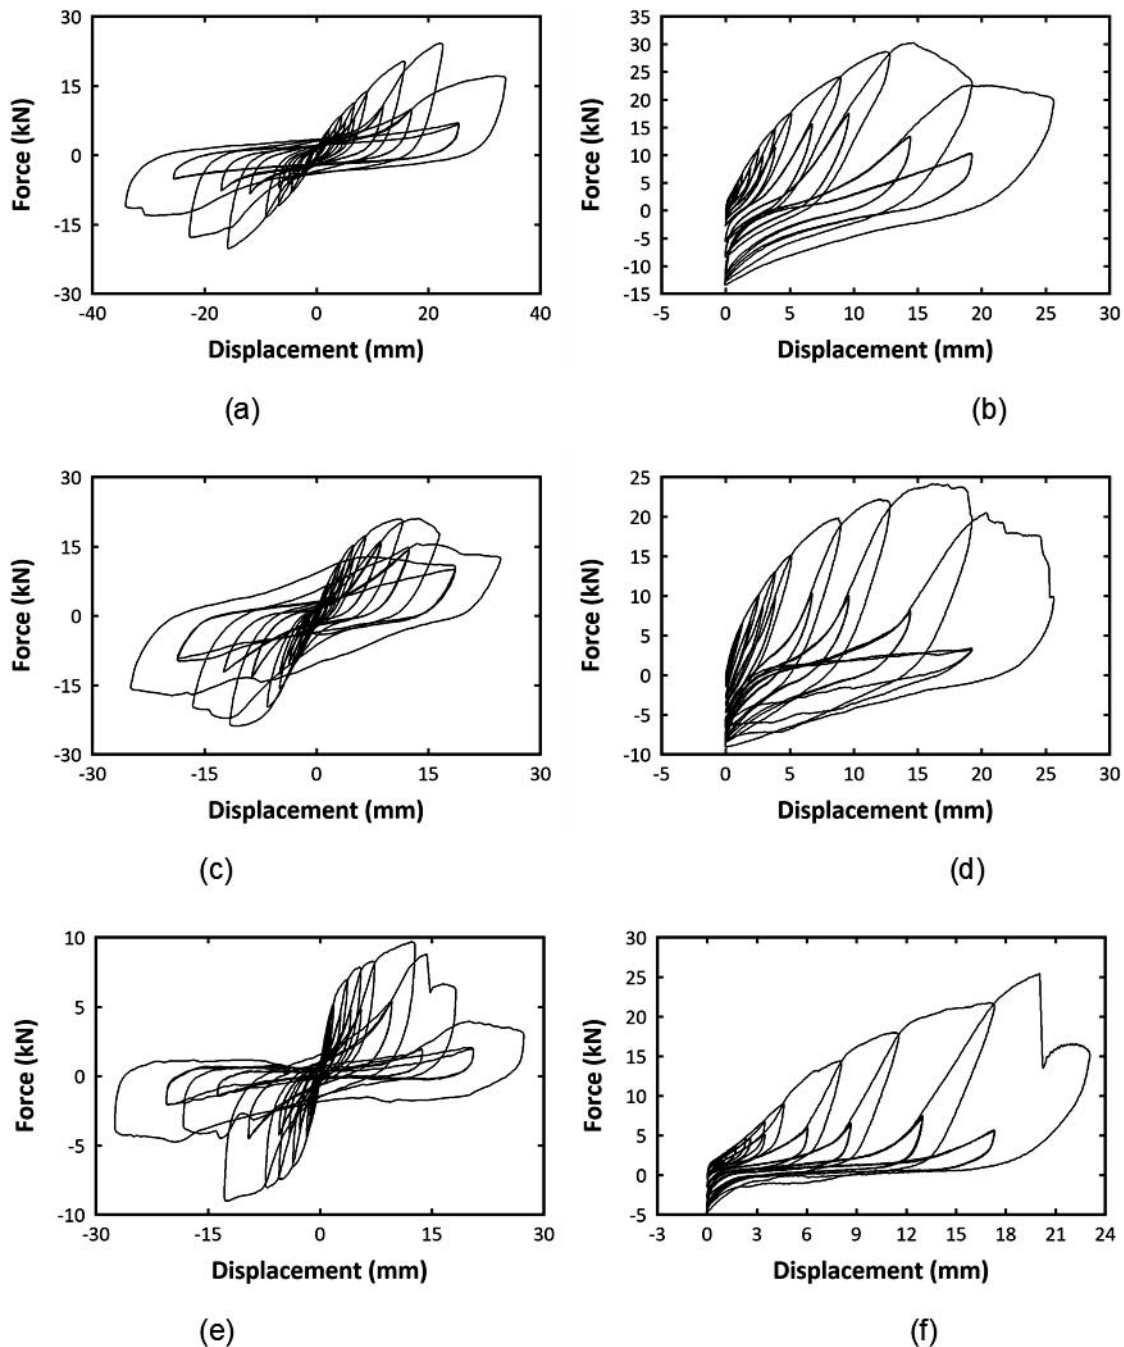 30
15
0
-15
-30
-40 -20 0 20 40
Force (kN)
Displacement (mm)
(a)
35
30
25
20
15
10
5
0
-5
-10
-15
-5 0 5 10 15 20 25 30
Force (kN)
Displacement (mm)
(b)
30
15
0
-15
-30
-30 -15 0 15 30
Force (kN)
Displacement (mm)
(c)
25
20
15
10
5
0
-5
-10
-5 0 5 10 15 20 25 30
Force (kN)
Displacement (mm)
(d)
10
5
0
-5
-10
-30 -15 0 15 30
Force (kN)
Displacement (mm)
(e)
30
25
20
15
10
5
0
-5
-3 0 3 6 9 12 15 18 21 24
Force (kN)
Displacement (mm)
(f)